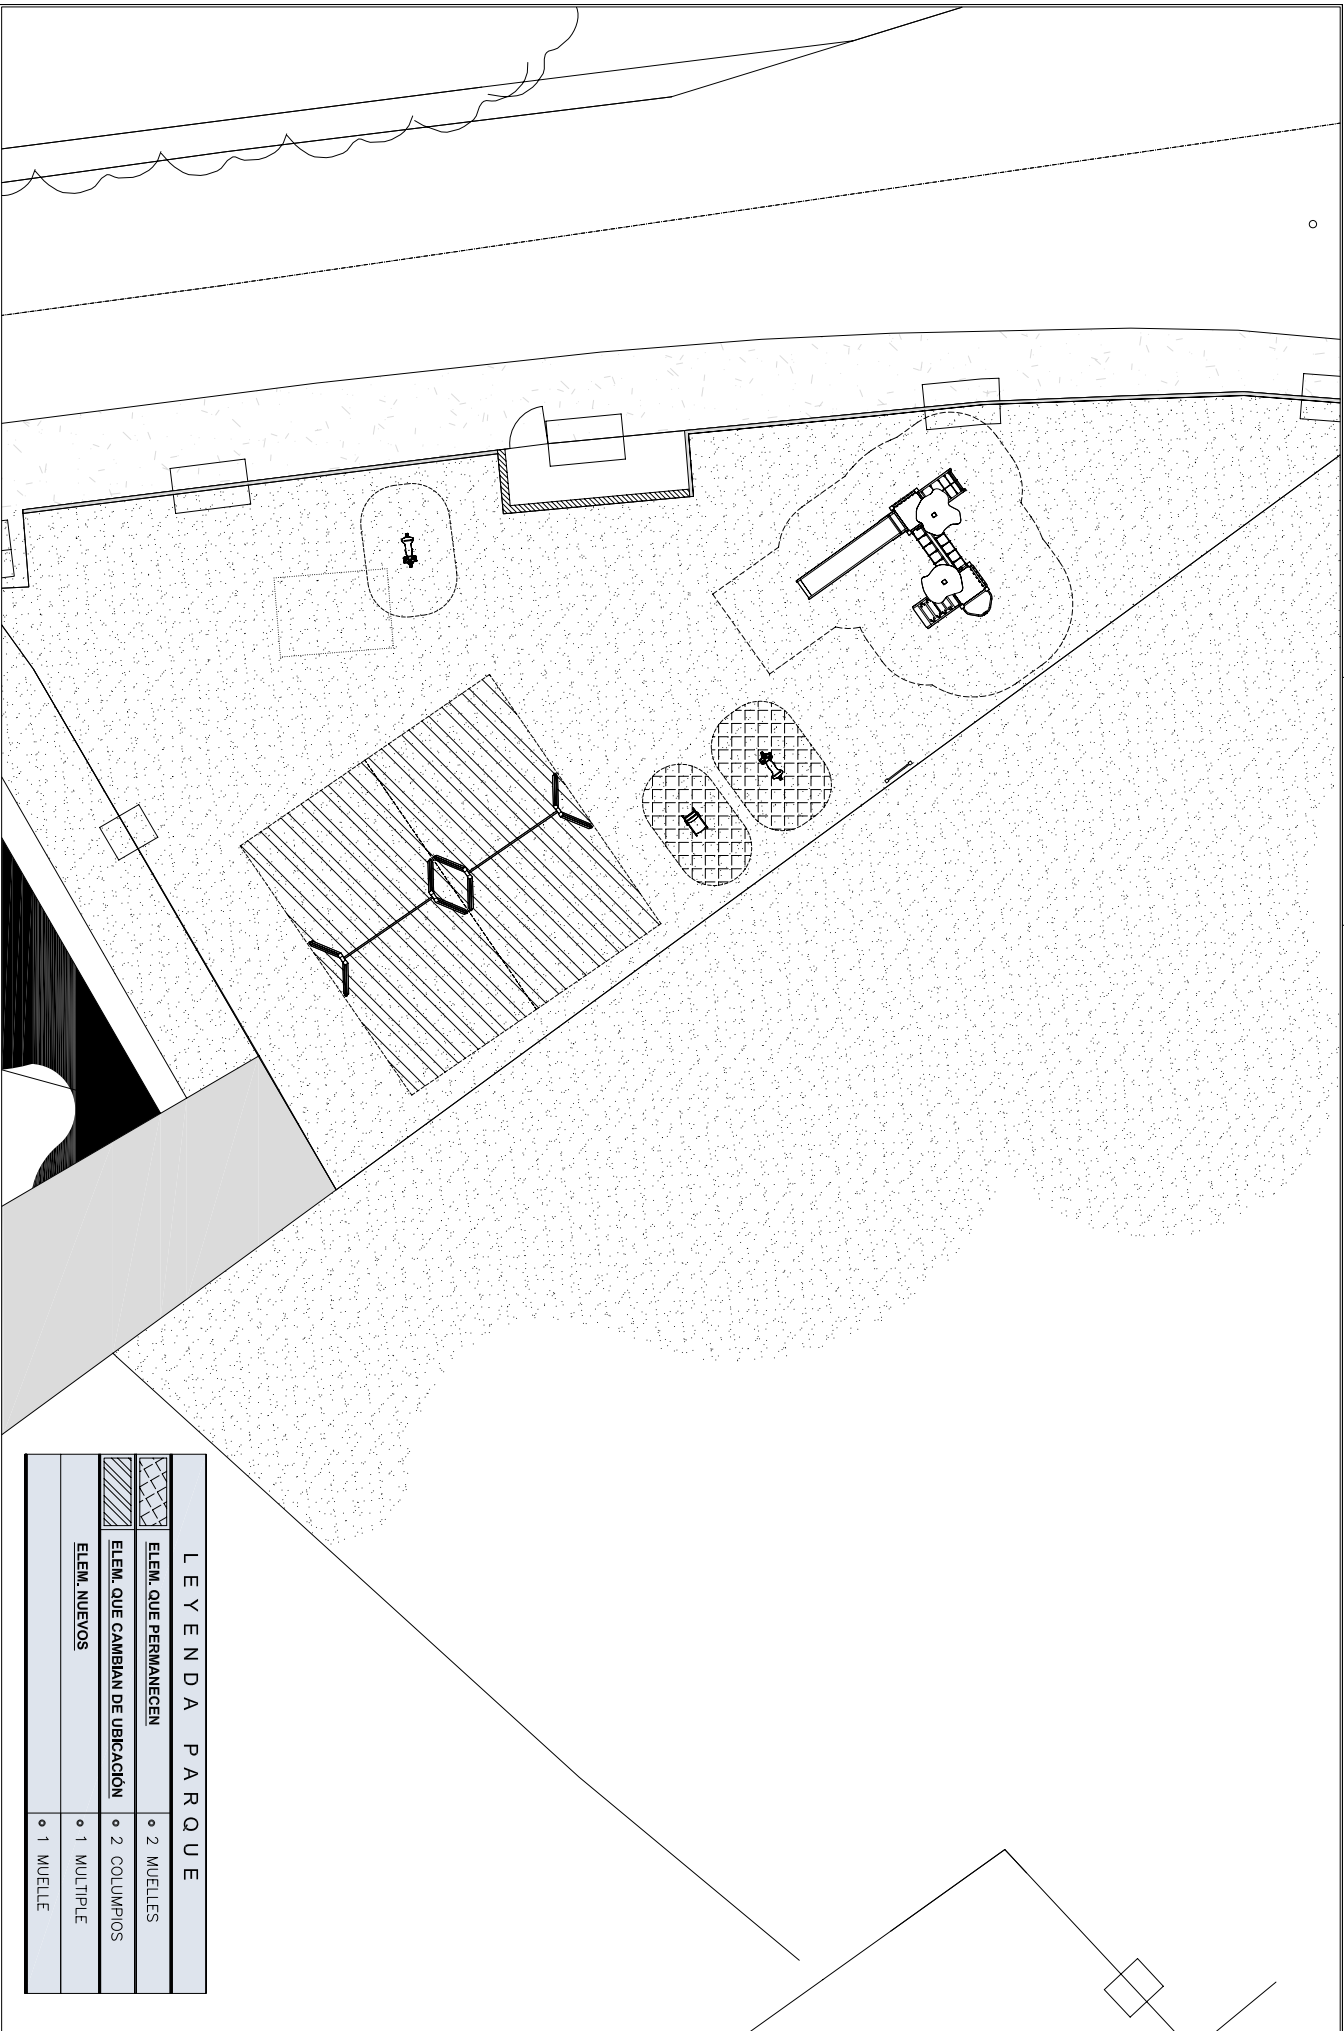 LEYENDA PARQUE
ELEM. QUE PERMANECEN
° 2 MUELLES
ELEM. QUE CAMBIAN DE UBICACIÓN
° 2 COLUMPIOS
ELEM. NUEVOS
° 1 MULTIPLE
° 1 MUELLE